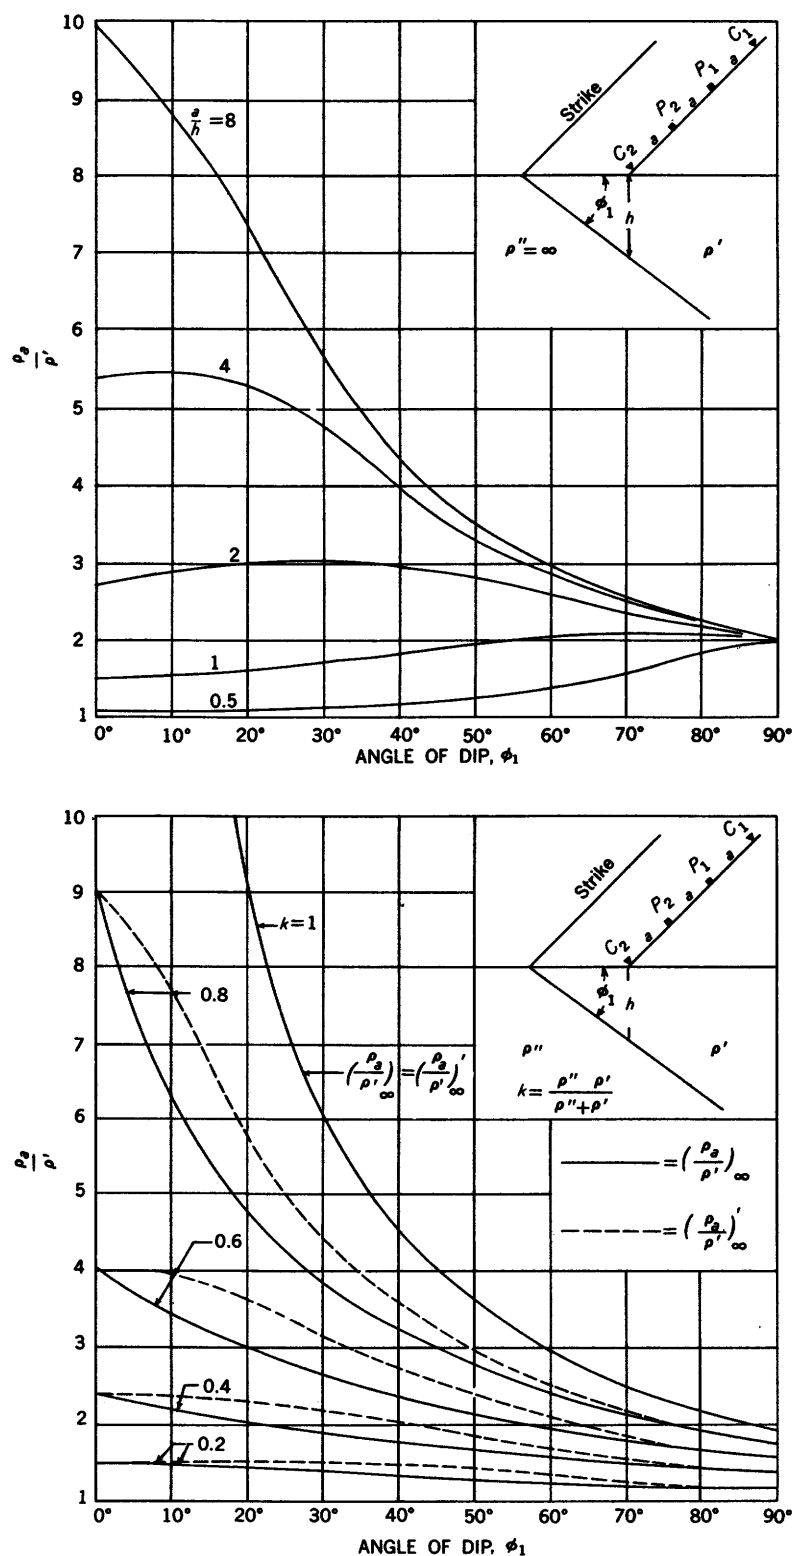 10
9
8
7
6
5
4
3
2
1
ρa/ρ′
a/h = 8
4
2
1
0.5
Strike
C₂ a P₂ a P₁ a C₁
ϕ₁
h
ρ″ = ∞
ρ′
0° 10° 20° 30° 40° 50° 60° 70° 80° 90°
ANGLE OF DIP, ϕ₁
10
9
8
7
6
5
4
3
2
1
ρa/ρ′
k=1
0.8
(ρa/ρ′)∞ = (ρa/ρ′)′∞
0.6
0.4
0.2
Strike
C₂ a P₂ a P₁ a C₁
ϕ₁
h
ρ″
ρ′
k = ρ″ ρ′ / ρ″+ρ′
= (ρa/ρ′)∞
= (ρa/ρ′)′∞
0° 10° 20° 30° 40° 50° 60° 70° 80° 90°
ANGLE OF DIP, ϕ₁